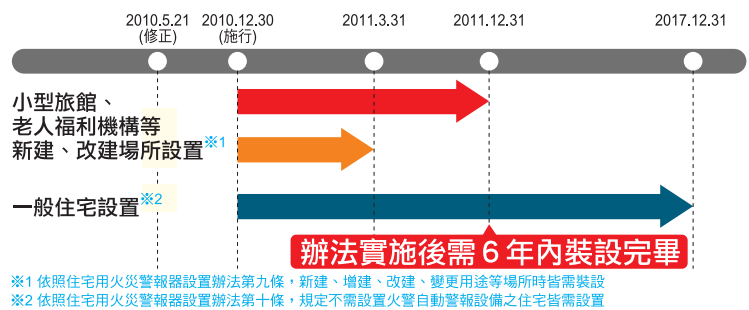 2010.5.21 2010.12.30 2011.3.31 2011.12.31 2017.12.31
(修正) (施行)
小型旅館、
老人福利機構等
新建、改建場所設置※1
一般住宅設置※2
辦法實施後需6年內裝設完畢
※1 依照住宅用火災警報器設置辦法第九條，新建、增建、改建、變更用途等場所時皆需裝設
※2 依照住宅用火災警報器設置辦法第十條，規定不需設置火警自動警報設備之住宅皆需設置